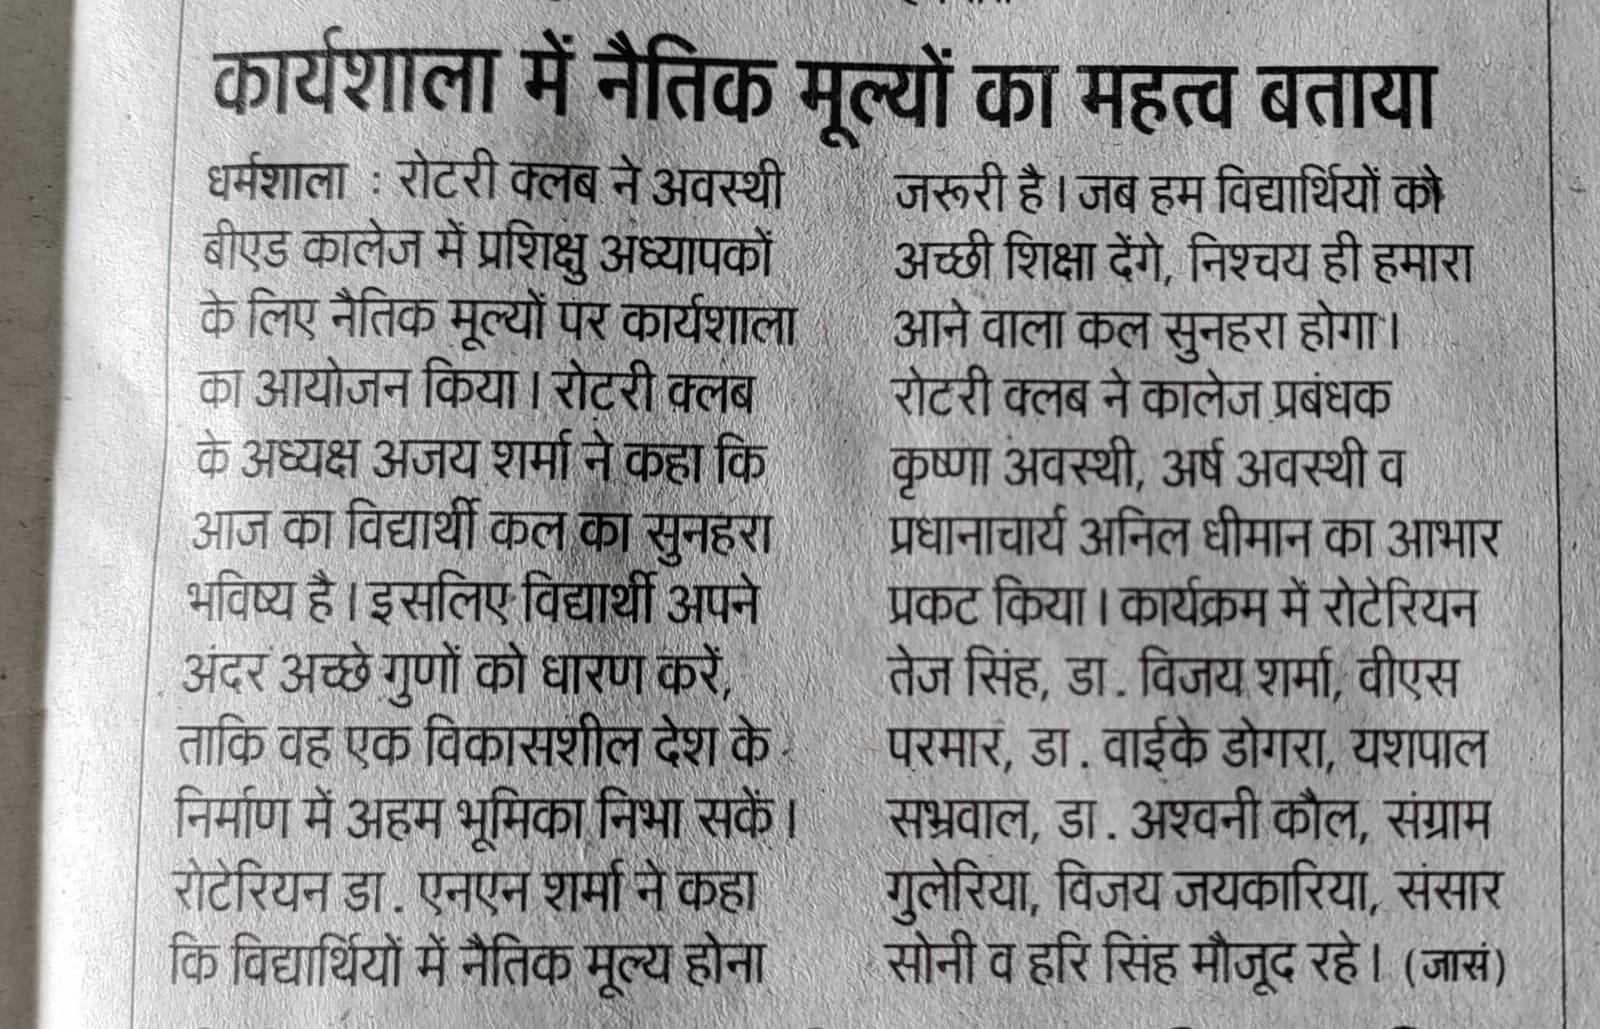 कार्यशाला में नैतिक मूल्यों का महत्व बताया
धर्मशाला : रोटरी क्लब ने अवस्थी
बीएड कालेज में प्रशिक्षु अध्यापकों
के लिए नैतिक मूल्यों पर कार्यशाला
का आयोजन किया। रोटरी क्लब
के अध्यक्ष अजय शर्मा ने कहा कि
आज का विद्यार्थी कल का सुनहरा
भविष्य है। इसलिए विद्यार्थी अपने
अंदर अच्छे गुणों को धारण करें,
ताकि वह एक विकासशील देश के
निर्माण में अहम भूमिका निभा सकें।
रोटेरियन डा. एनएन शर्मा ने कहा
कि विद्यार्थियों में नैतिक मूल्य होना
जरूरी है। जब हम विद्यार्थियों को
अच्छी शिक्षा देंगे, निश्चय ही हमारा
आने वाला कल सुनहरा होगा।
रोटरी क्लब ने कालेज प्रबंधक
कृष्णा अवस्थी, अर्ष अवस्थी व
प्रधानाचार्य अनिल धीमान का आभार
प्रकट किया। कार्यक्रम में रोटेरियन
तेज सिंह, डा. विजय शर्मा, वीएस
परमार, डा. वाईके डोगरा, यशपाल
सभ्रवाल, डा. अश्वनी कौल, संग्राम
गुलेरिया, विजय जयकारिया, संसार
सोनी व हरि सिंह मौजूद रहे। (जासं)